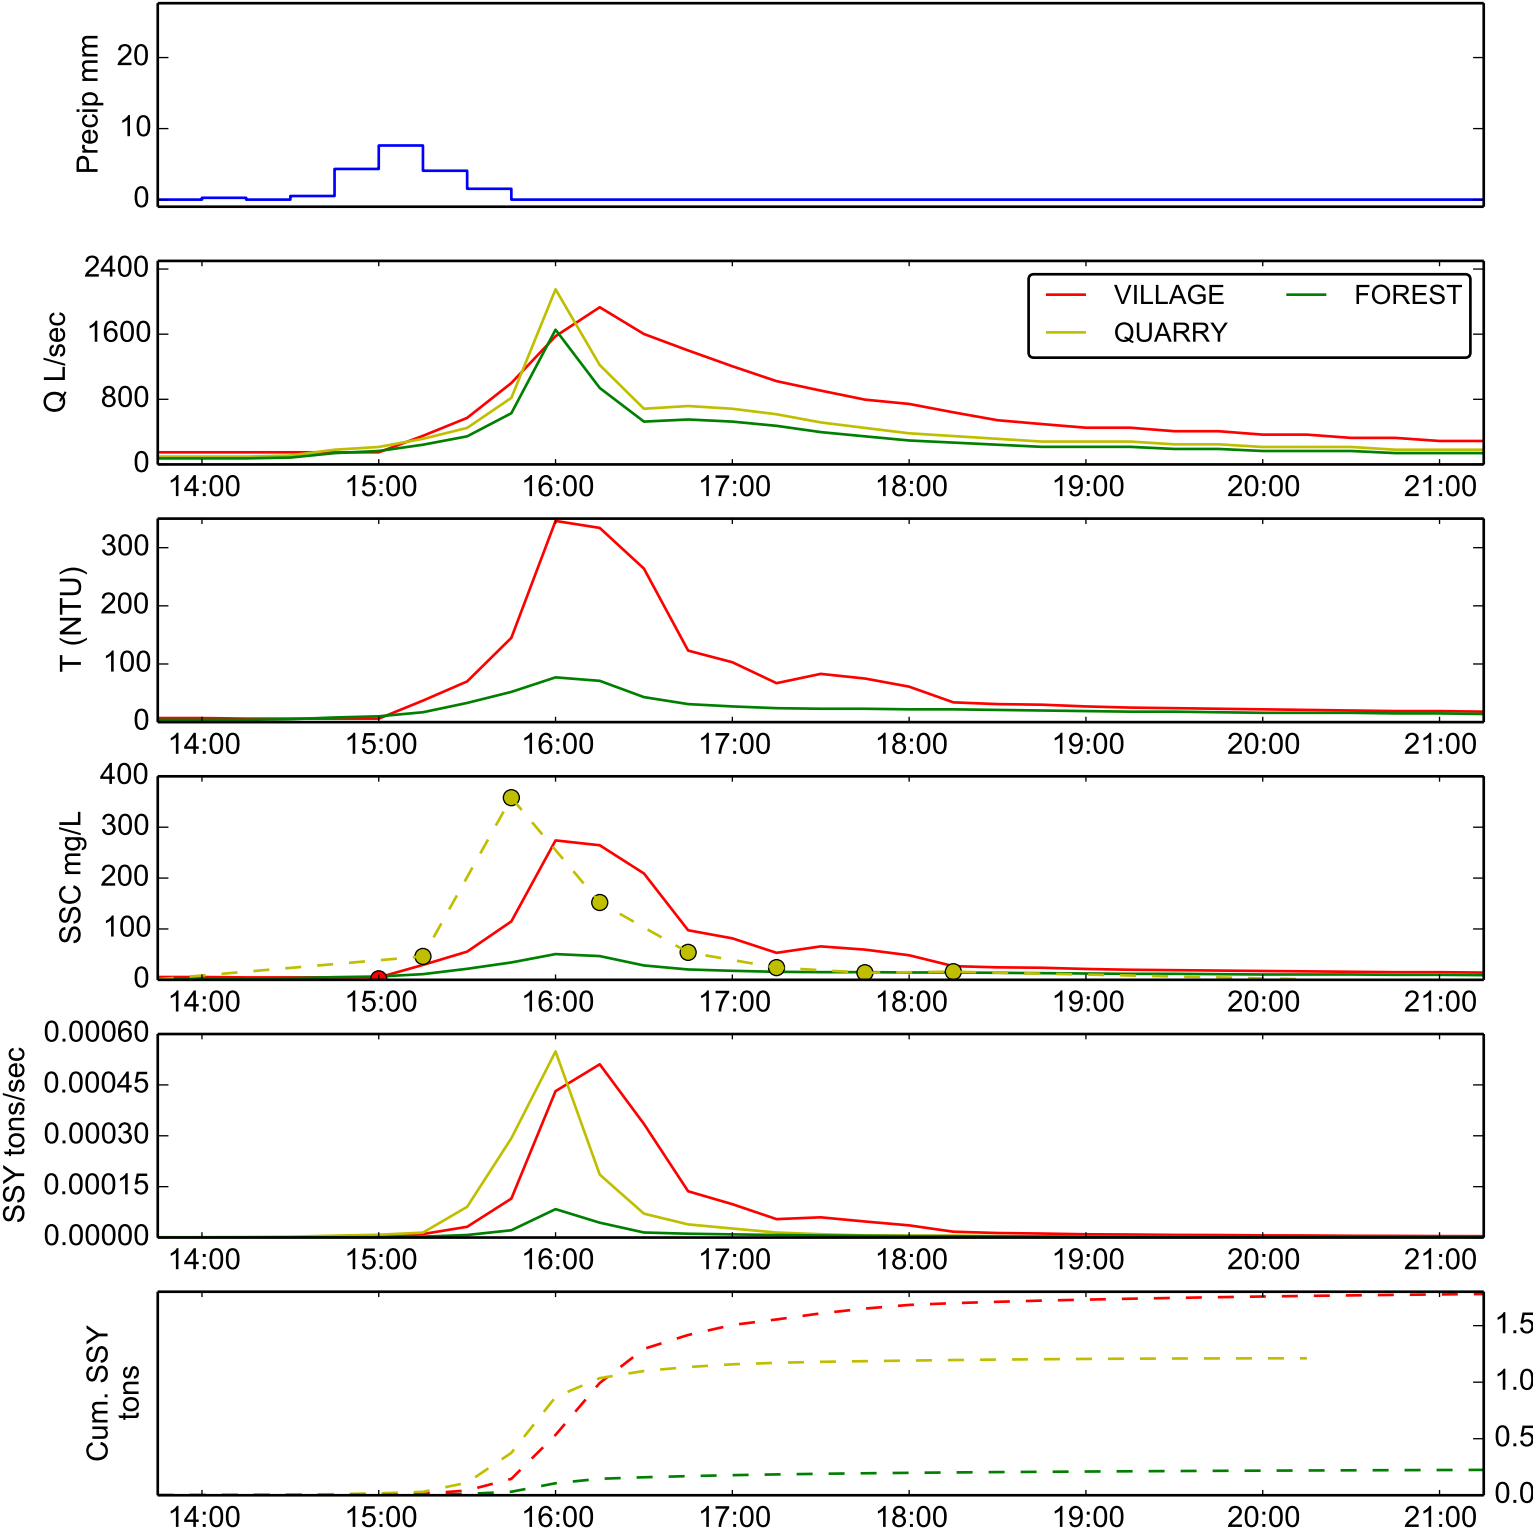 Precip mm
20
10
0
Q L/sec
2400
1600
800
0
VILLAGE FOREST
QUARRY
14:00 15:00 16:00 17:00 18:00 19:00 20:00 21:00
T (NTU)
300
200
100
0
14:00 15:00 16:00 17:00 18:00 19:00 20:00 21:00
SSC mg/L
400
300
200
100
0
14:00 15:00 16:00 17:00 18:00 19:00 20:00 21:00
SSY tons/sec
0.00060
0.00045
0.00030
0.00015
0.00000
14:00 15:00 16:00 17:00 18:00 19:00 20:00 21:00
Cum. SSY
tons
1.5
1.0
0.5
0.0
14:00 15:00 16:00 17:00 18:00 19:00 20:00 21:00